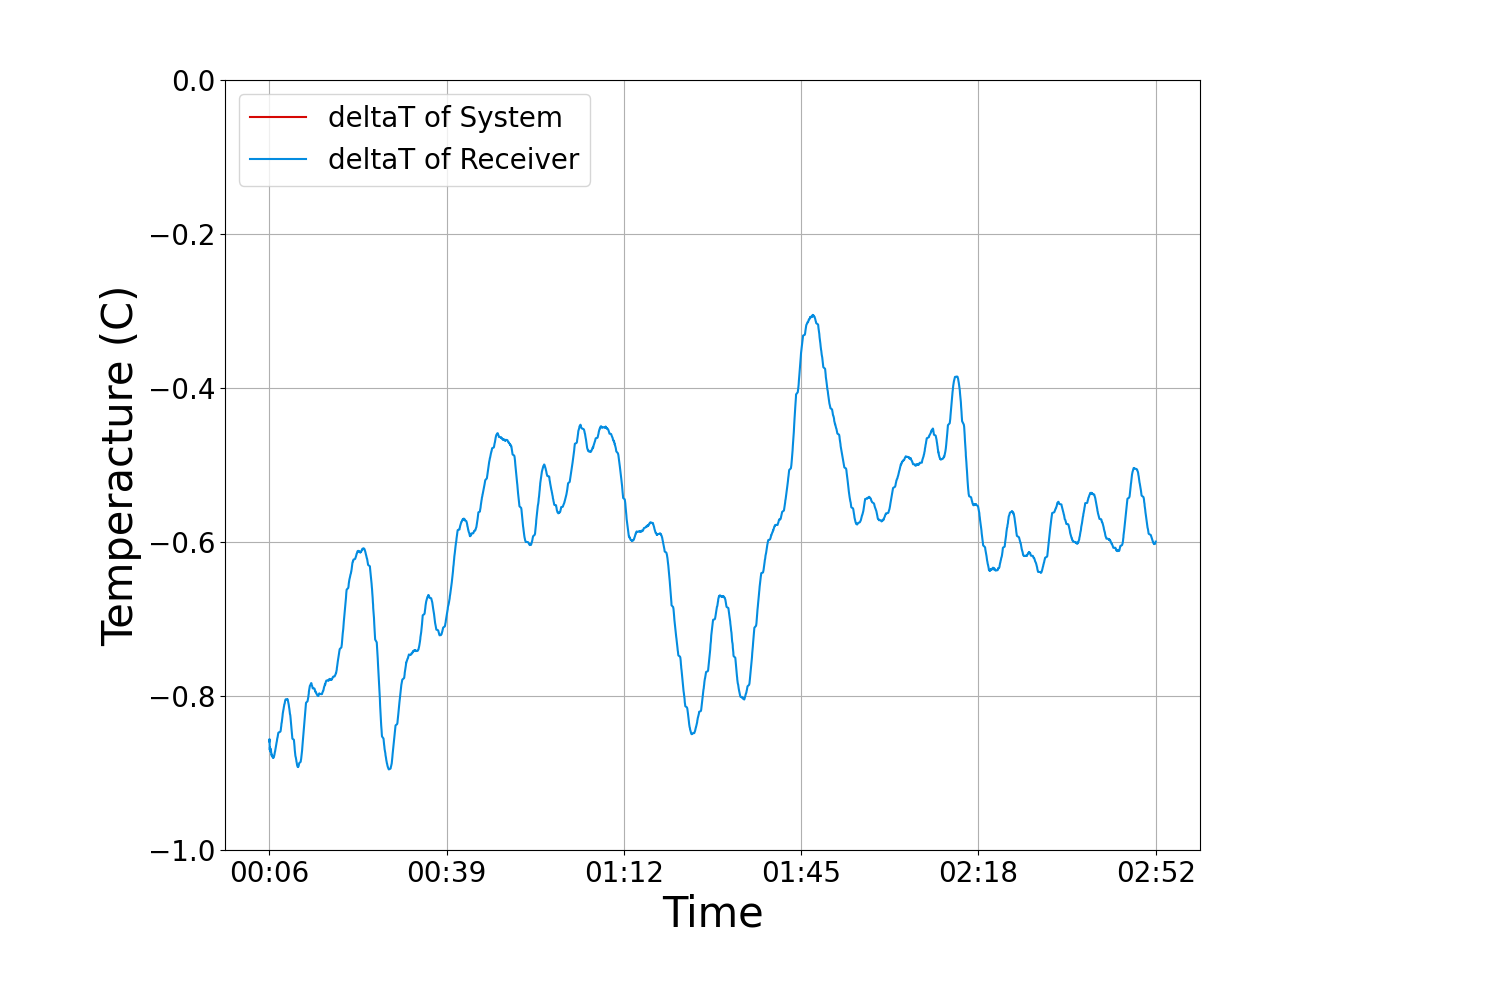 deltaT of System
deltaT of Receiver
0.0
−0.2
−0.4
−0.6
−0.8
−1.0
Temperacture (C)
00:06 00:39 01:12 01:45 02:18 02:52
Time